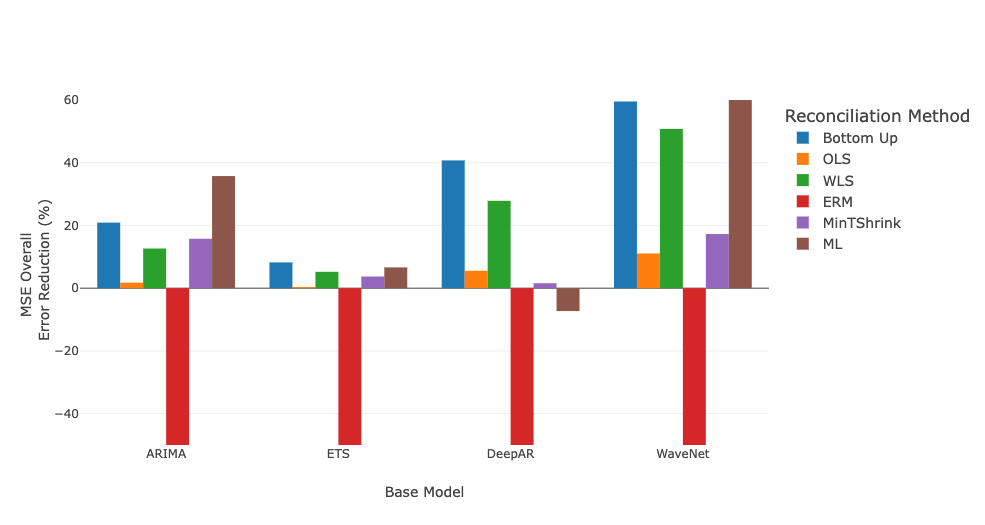 MSE Overall
Error Reduction (%)
60
40
20
0
−20
−40
ARIMA
ETS
DeepAR
WaveNet
Base Model
Reconciliation Method
Bottom Up
OLS
WLS
ERM
MinTShrink
ML